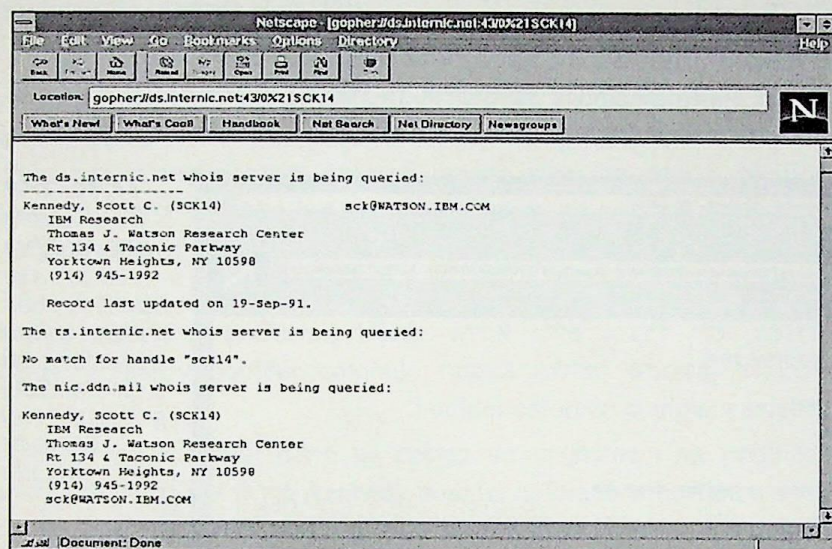 Netscape - [gopher://ds.internic.net:43/0%21SCK14]
File Edit View Go Bookmarks Options Directory Help
Back Home Reload Open Print Find
Location: gopher://ds.internic.net:43/0%21SCK14
What's New! What's Cool! Handbook Net Search Net Directory Newsgroups
N
The ds.internic.net whois server is being queried:
Kennedy, Scott C. (SCK14) sck@WATSON.IBM.COM
IBM Research
Thomas J. Watson Research Center
Rt 134 & Taconic Parkway
Yorktown Heights, NY 10598
(914) 945-1992
Record last updated on 19-Sep-91.
The rs.internic.net whois server is being queried:
No match for handle "sck14".
The nic.ddn.mil whois server is being queried:
Kennedy, Scott C. (SCK14)
IBM Research
Thomas J. Watson Research Center
Rt 134 & Taconic Parkway
Yorktown Heights, NY 10598
(914) 945-1992
sck@WATSON.IBM.COM
Document: Done